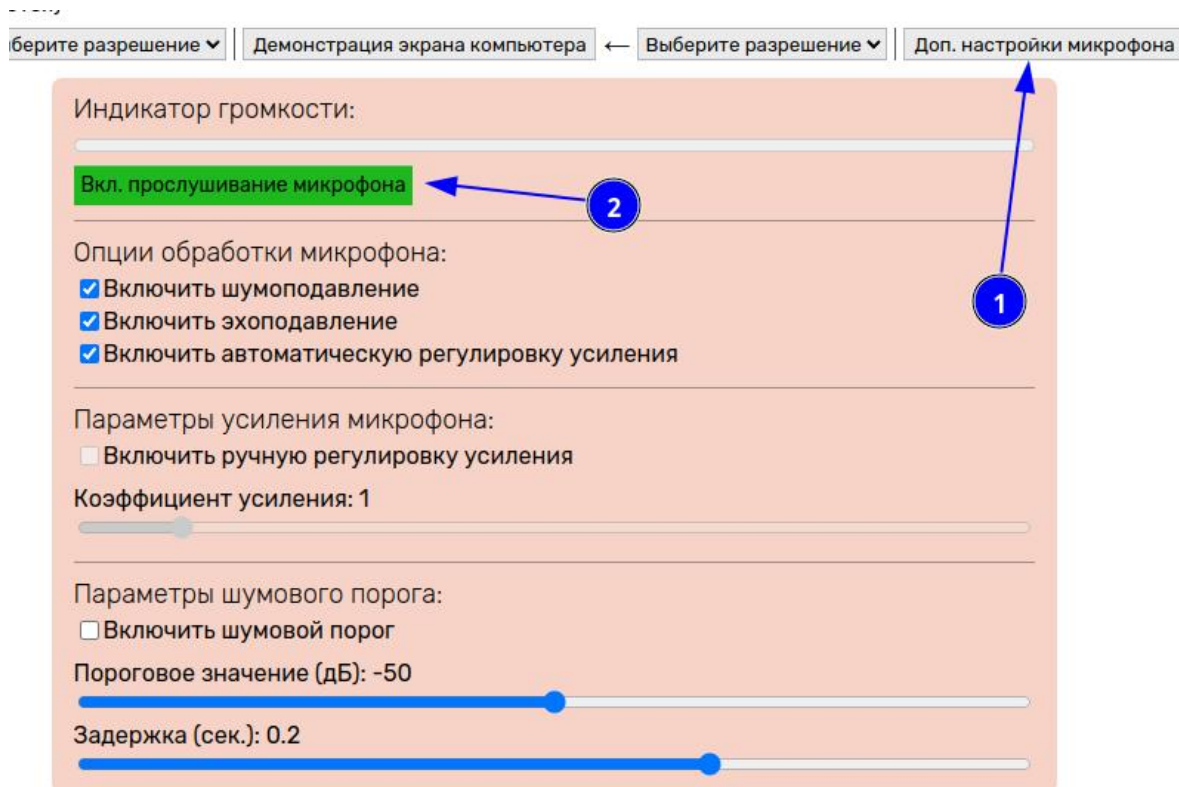 берите разрешение Демонстрация экрана компьютера ← Выберите разрешение Доп. настройки микрофона
Индикатор громкости:
Вкл. прослушивание микрофона
2
Опции обработки микрофона:
Включить шумоподавление
Включить эхоподавление
Включить автоматическую регулировку усиления
1
Параметры усиления микрофона:
Включить ручную регулировку усиления
Коэффициент усиления: 1
Параметры шумового порога:
Включить шумовой порог
Пороговое значение (дБ): -50
Задержка (сек.): 0.2